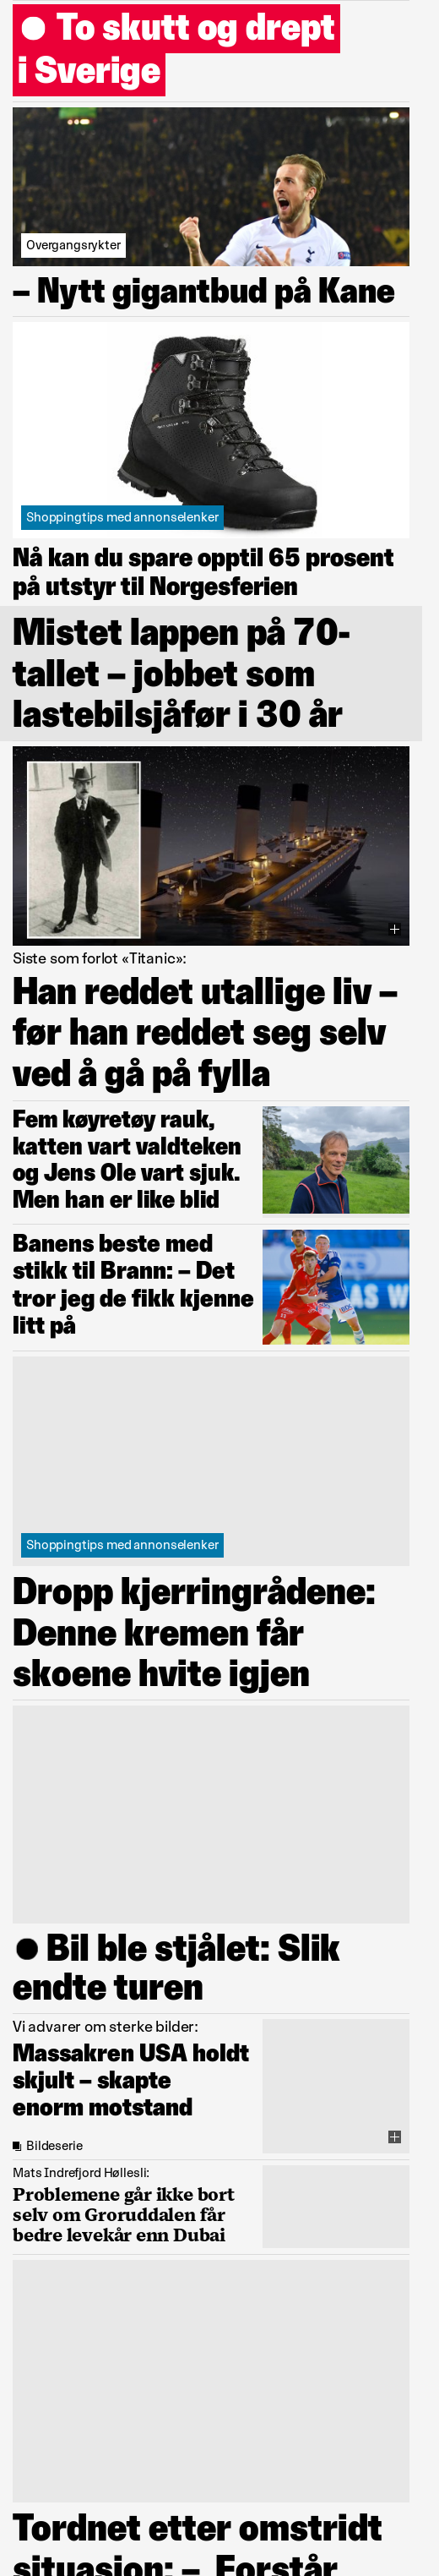 To skutt og drept
i Sverige
Overgangsrykter
– Nytt gigantbud på Kane
Shoppingtips med annonselenker
Nå kan du spare opptil 65 prosent
på utstyr til Norgesferien
Mistet lappen på 70-
tallet – jobbet som
lastebilsjåfør i 30 år
Siste som forlot «Titanic»:
Han reddet utallige liv –
før han reddet seg selv
ved å gå på fylla
Fem køyretøy rauk,
katten vart valdteken
og Jens Ole vart sjuk.
Men han er like blid
Banens beste med
stikk til Brann: – Det
tror jeg de fikk kjenne
litt på
Shoppingtips med annonselenker
Dropp kjerringrådene:
Denne kremen får
skoene hvite igjen
Bil ble stjålet: Slik
endte turen
Vi advarer om sterke bilder:
Massakren USA holdt
skjult – skapte
enorm motstand
Bildeserie
Mats Indrefjord Høllesli:
Problemene går ikke bort
selv om Groruddalen får
bedre levekår enn Dubai
Tordnet etter omstridt
situasjon: – Forstår